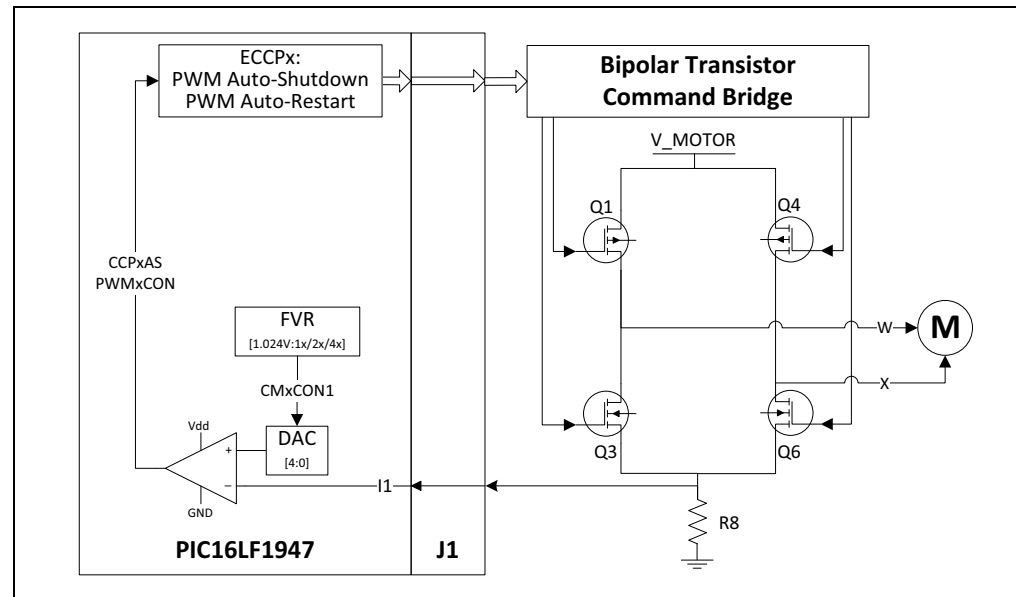 ECCPx:
PWM Auto-Shutdown
PWM Auto-Restart
Bipolar Transistor
Command Bridge
V_MOTOR
Q1
Q4
CCPxAS
PWMxCON
FVR
[1.024V:1x/2x/4x]
W
M
CMxCON1
X
Vdd
+
DAC
[4:0]
Q3
Q6
–
I1
GND
R8
PIC16LF1947
J1